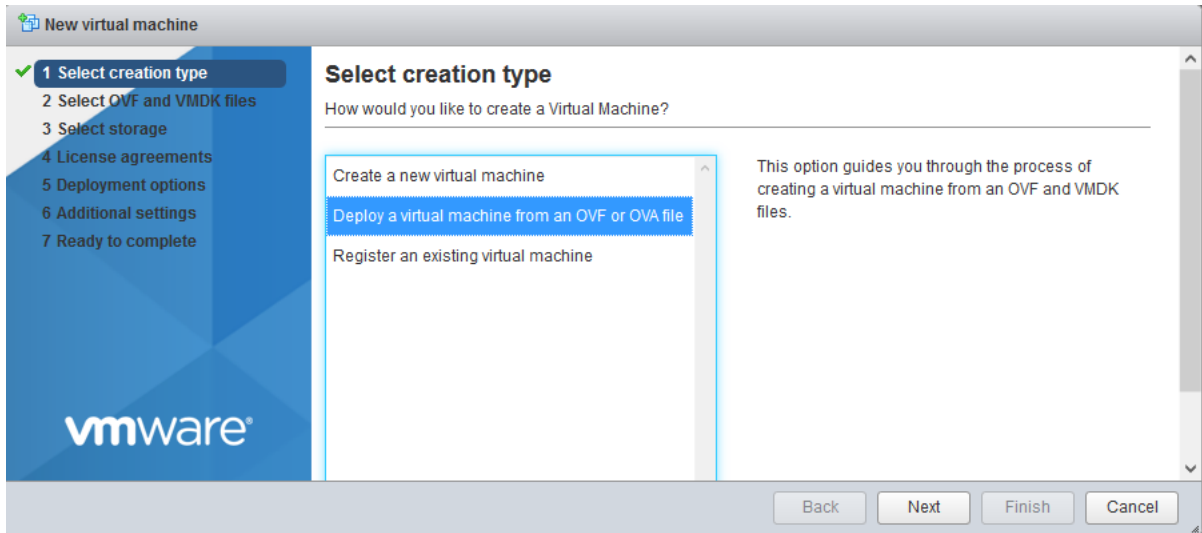 New virtual machine
1 Select creation type
2 Select OVF and VMDK files
3 Select storage
4 License agreements
5 Deployment options
6 Additional settings
7 Ready to complete
vmware®
Select creation type
How would you like to create a Virtual Machine?
Create a new virtual machine
Deploy a virtual machine from an OVF or OVA file
Register an existing virtual machine
This option guides you through the process of
creating a virtual machine from an OVF and VMDK
files.
Back Next Finish Cancel